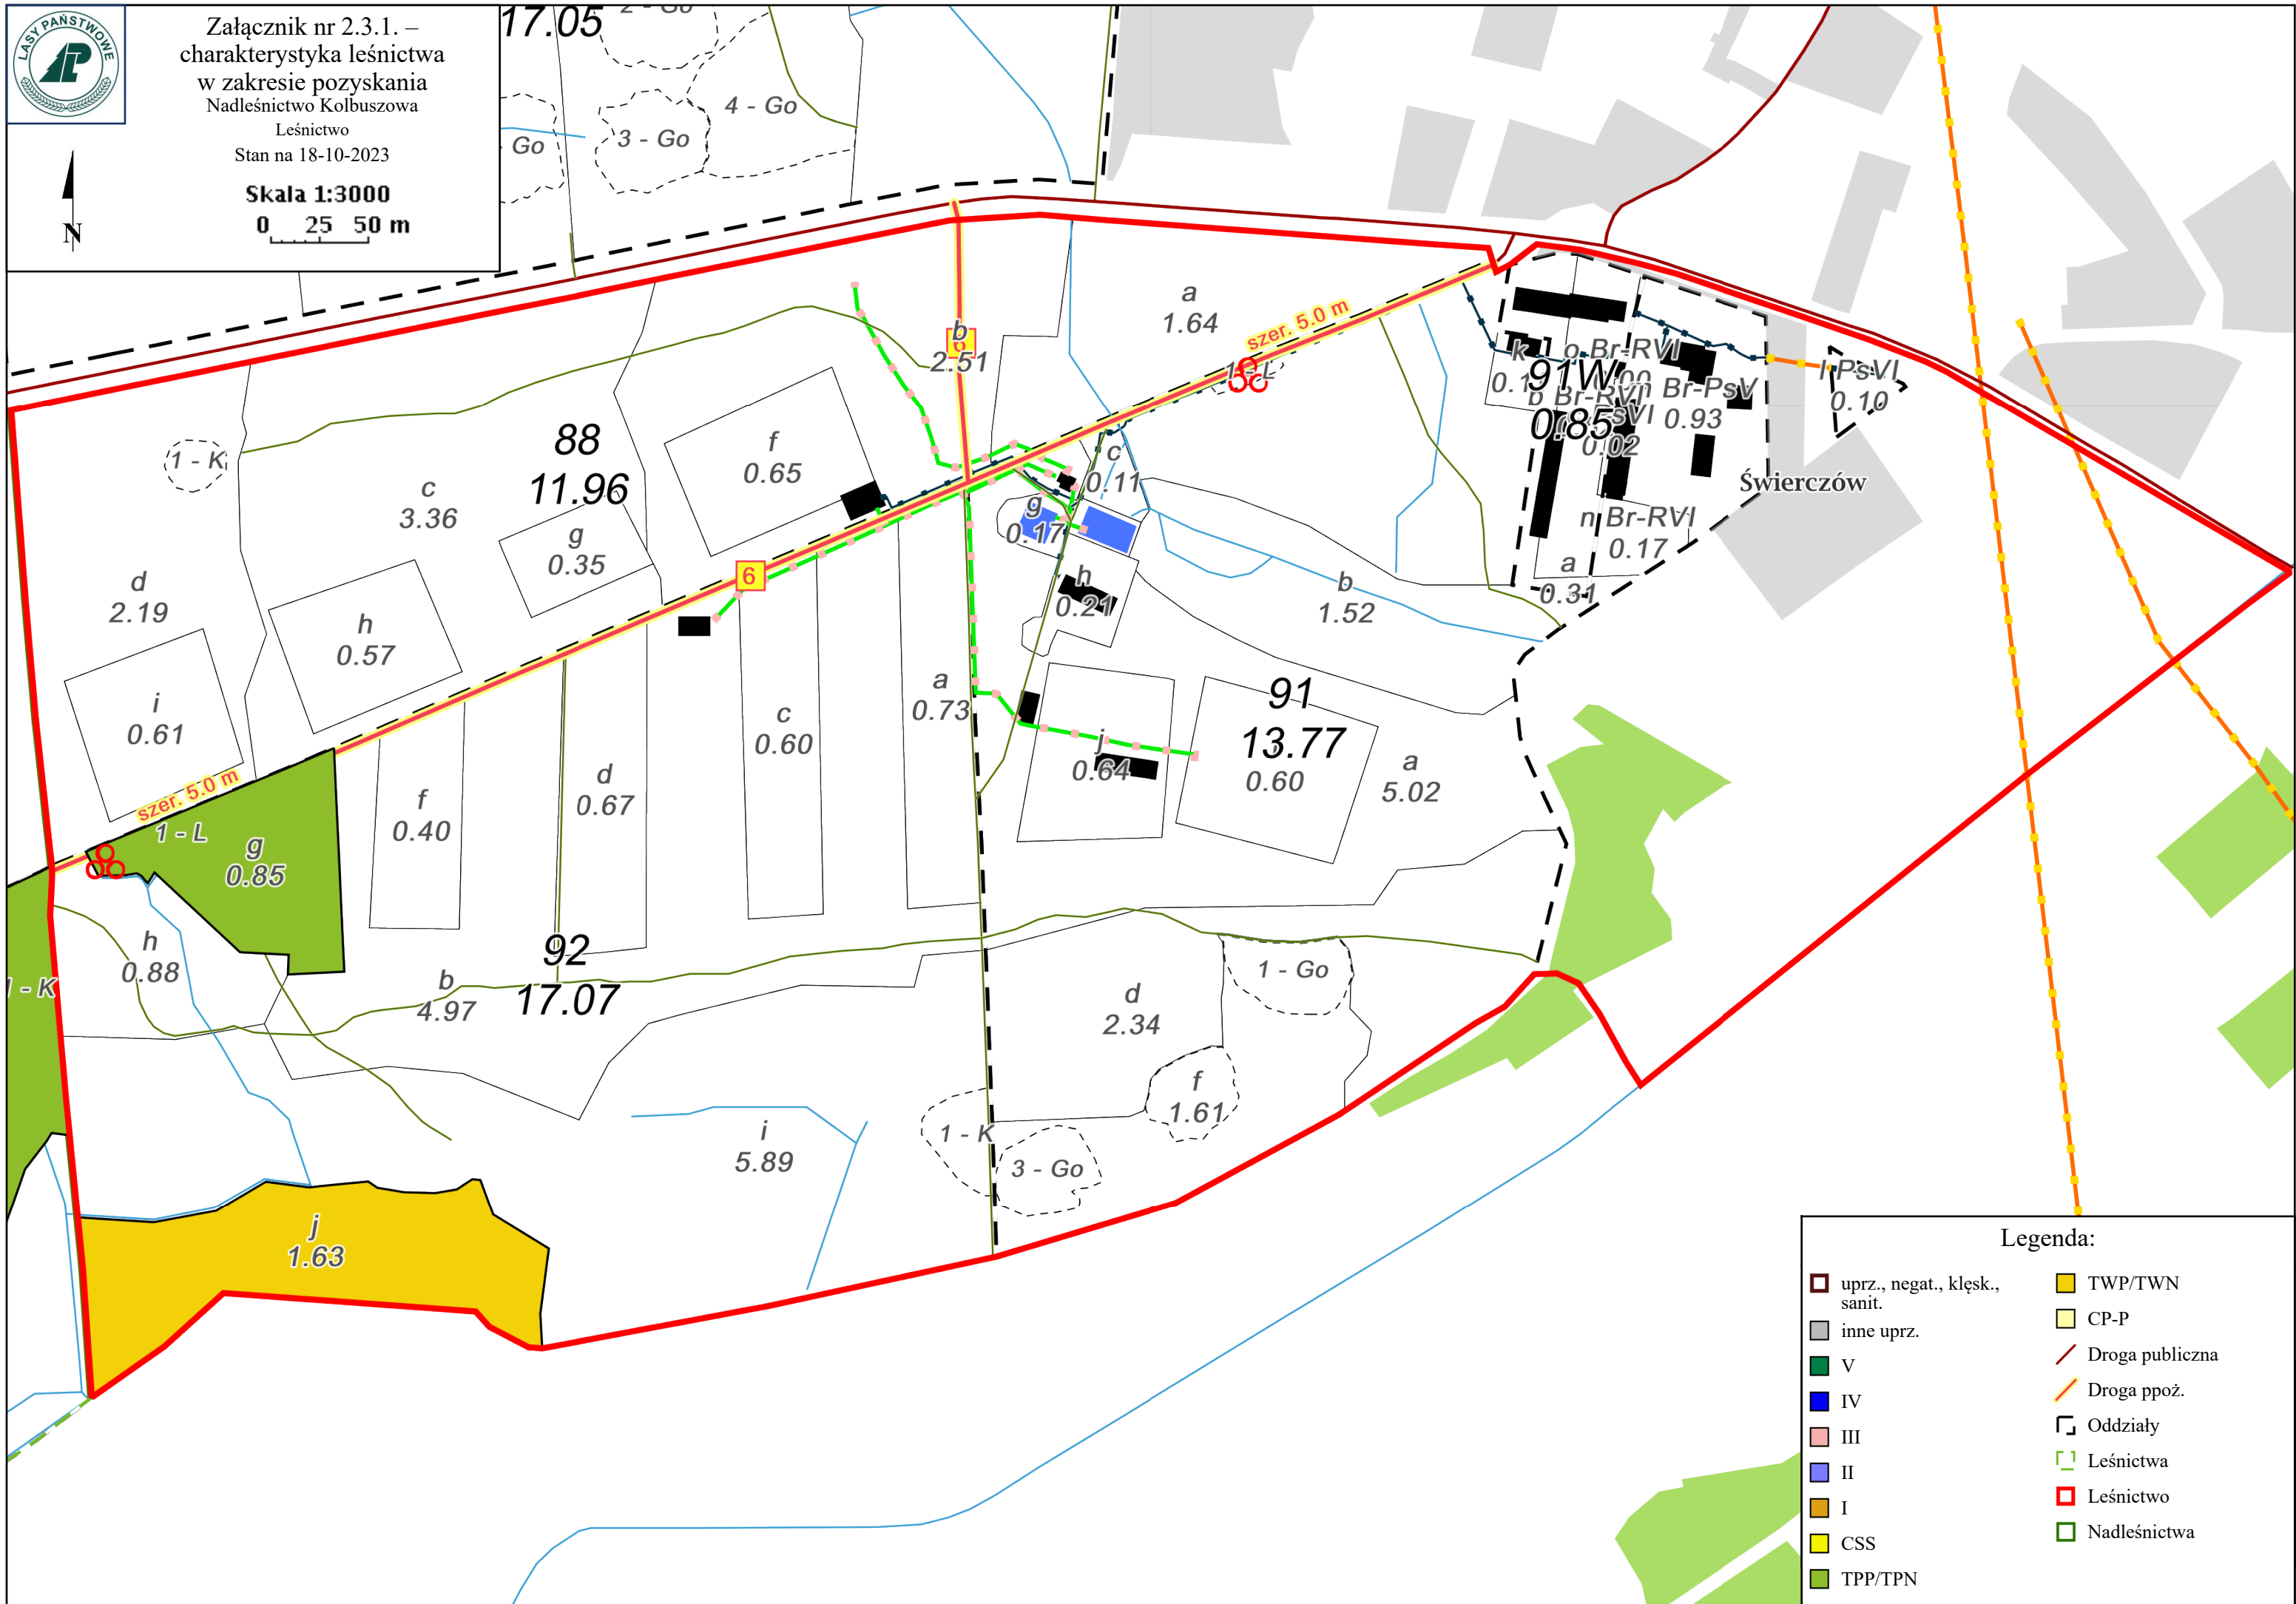 LASY PAŃSTWOWE
Załącznik nr 2.3.1. –
charakterystyka leśnictwa
w zakresie pozyskania
Nadleśnictwo Kolbuszowa
Leśnictwo
Stan na 18-10-2023
Skala 1:3000
0 25 50 m
N
17.05
2 - Go
4 - Go
3 - Go
Go
a
1.64
szer. 5.0 m
1 - L
b
2.51
6
88
11.96
f
0.65
1 - K
c
3.36
g
0.35
d
2.19
h
0.57
i
0.61
6
c
0.11
g
0.17
h
0.21
b
1.52
k
o Br-RVI
91W
0.85
b Br-RVI
PsVI
0.02
Br-PsV
0.93
l PsVI
0.10
Świerczów
n Br-RVI
0.17
a
0.31
a
0.73
c
0.60
d
0.67
f
0.40
91
13.77
0.60
j
0.64
a
5.02
szer. 5.0 m
1 - L
g
0.85
h
0.88
1 - K
b
4.97
92
17.07
d
2.34
1 - Go
f
1.61
1 - K
3 - Go
i
5.89
j
1.63
Legenda:
uprz., negat., klęsk.,
sanit.
inne uprz.
V
IV
III
II
I
CSS
TPP/TPN
TWP/TWN
CP-P
Droga publiczna
Droga ppoż.
Oddziały
Leśnictwa
Leśnictwo
Nadleśnictwa